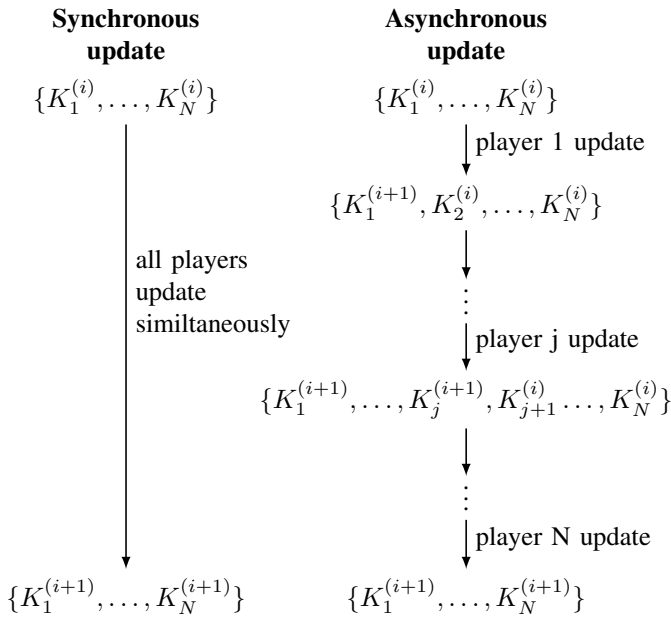 Synchronous
update
{K_1^{(i)}, . . . , K_N^{(i)}}
all players
update
similtaneously
{K_1^{(i+1)}, . . . , K_N^{(i+1)}}
Asynchronous
update
{K_1^{(i)}, . . . , K_N^{(i)}}
player 1 update
{K_1^{(i+1)}, K_2^{(i)}, . . . , K_N^{(i)}}
⋮
player j update
{K_1^{(i+1)}, . . . , K_j^{(i+1)}, K_{j+1}^{(i)} . . . , K_N^{(i)}}
⋮
player N update
{K_1^{(i+1)}, . . . , K_N^{(i+1)}}